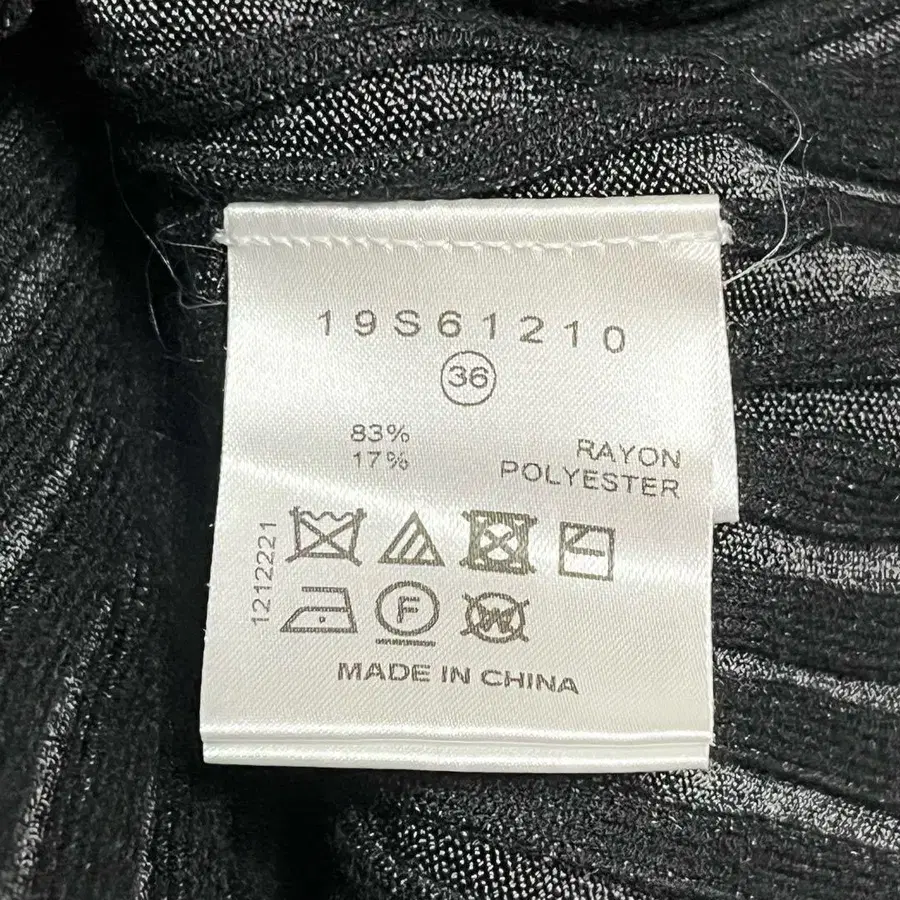 19S61210
36
83% RAYON
17% POLYESTER
1212221
F
W
MADE IN CHINA